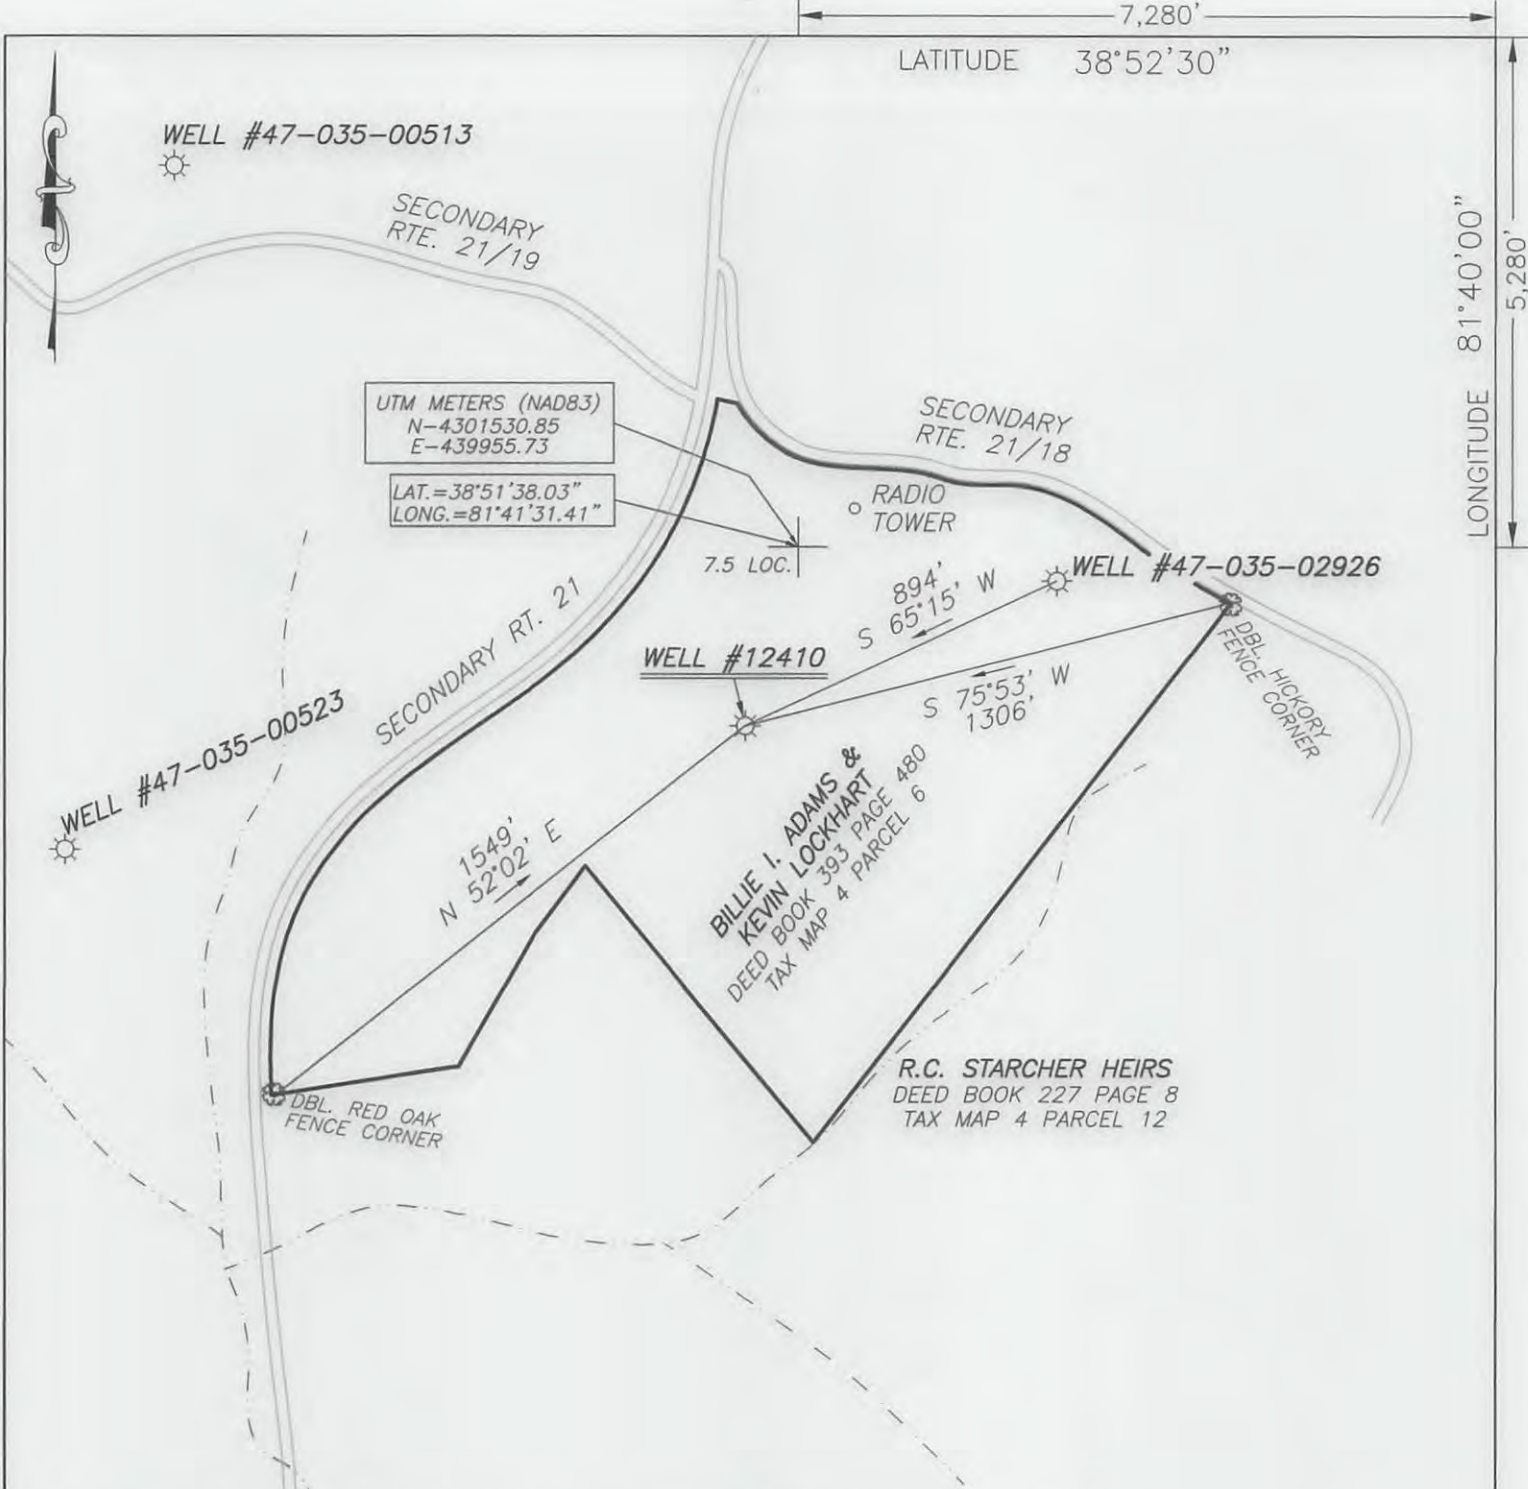 7,280'
LATITUDE 38°52'30"
WELL #47-035-00513
SECONDARY
RTE. 21/19
LONGITUDE 81°40'00"
5,280'
UTM METERS (NAD83)
N-4301530.85
E-439955.73
LAT.=38°51'38.03"
LONG.=81°41'31.41"
SECONDARY
RTE. 21/18
RADIO
TOWER
7.5 LOC.
WELL #47-035-02926
894'
S 65°15' W
SECONDARY RT. 21
WELL #12410
S 75°53' W
1306'
DBL. HICKORY
FENCE CORNER
WELL #47-035-00523
1549'
N 52°02' E
BILLIE I. ADAMS &
KEVIN LOCKHART
DEED BOOK 393 PAGE 480
TAX MAP 4 PARCEL 6
R.C. STARCHER HEIRS
DEED BOOK 227 PAGE 8
TAX MAP 4 PARCEL 12
DBL. RED OAK
FENCE CORNER